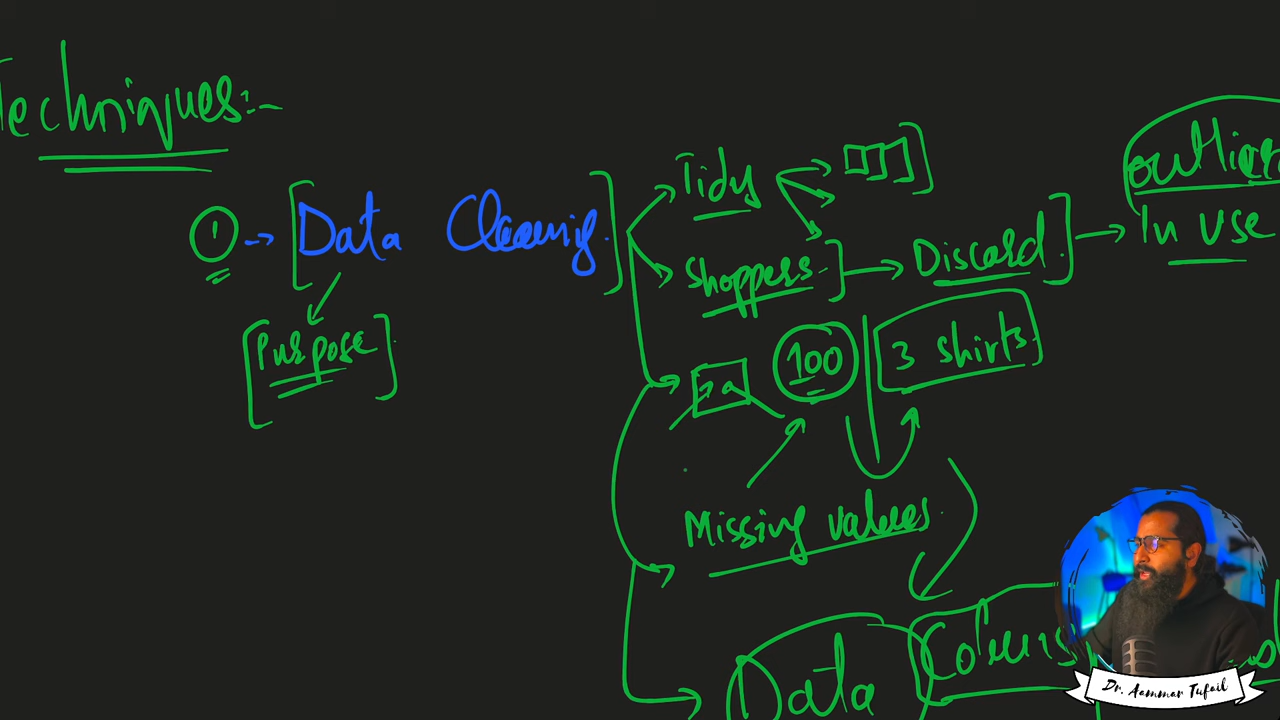 Techniques:-
1 → [Data Cleaning]
[Purpose]
Tidy
Shoppers → Discard] → In use
outlier
100 | 3 shirts
Missing values
Data
Dr. Aammar Tufail